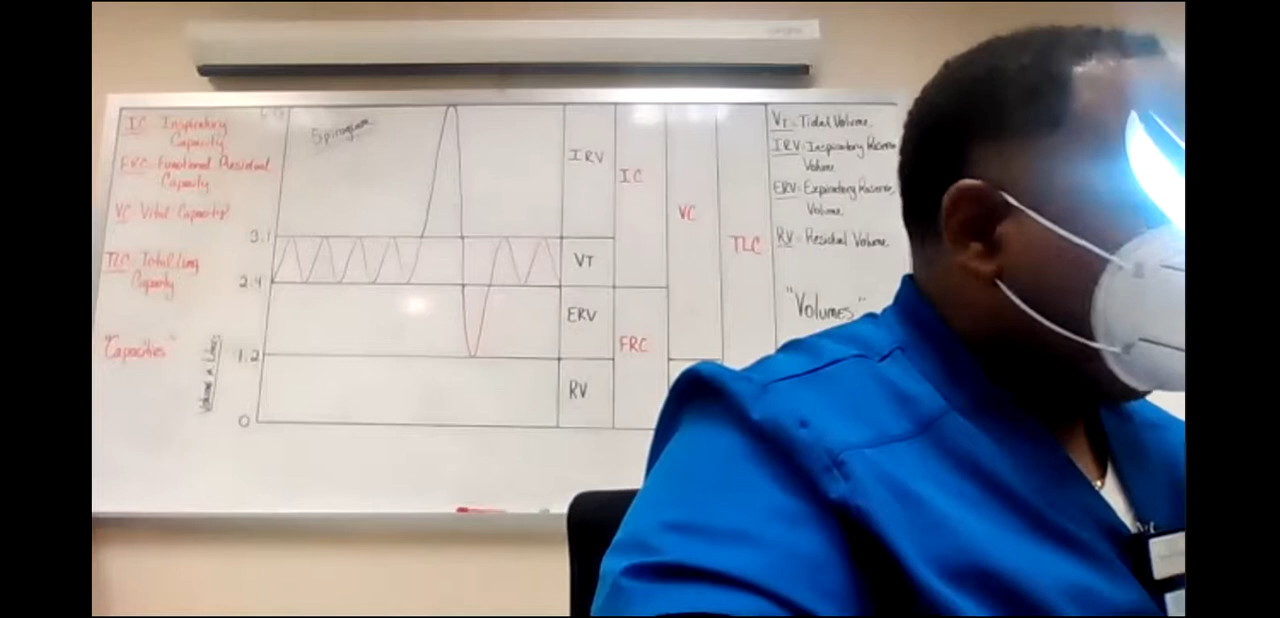 IC- Inspiratory
Capacity
FRC- Functional Residual
Capacity
VC- Vital Capacity
TLC- Total Lung
Capacity
"Capacities"
Spirogram
3.1
2.4
1.2
0
Volume in Liters
IRV
VT
ERV
RV
IC
FRC
VC
TLC
VT- Tidal Volume
IRV- Inspiratory Reserve
Volume
ERV- Expiratory Reserve
Volume
RV- Residual Volume
"Volumes"